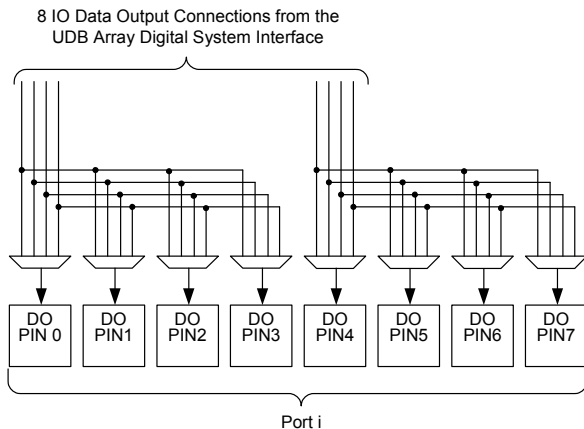 8 IO Data Output Connections from the
UDB Array Digital System Interface
DO
PIN 0
DO
PIN1
DO
PIN2
DO
PIN3
DO
PIN4
DO
PIN5
DO
PIN6
DO
PIN7
Port i